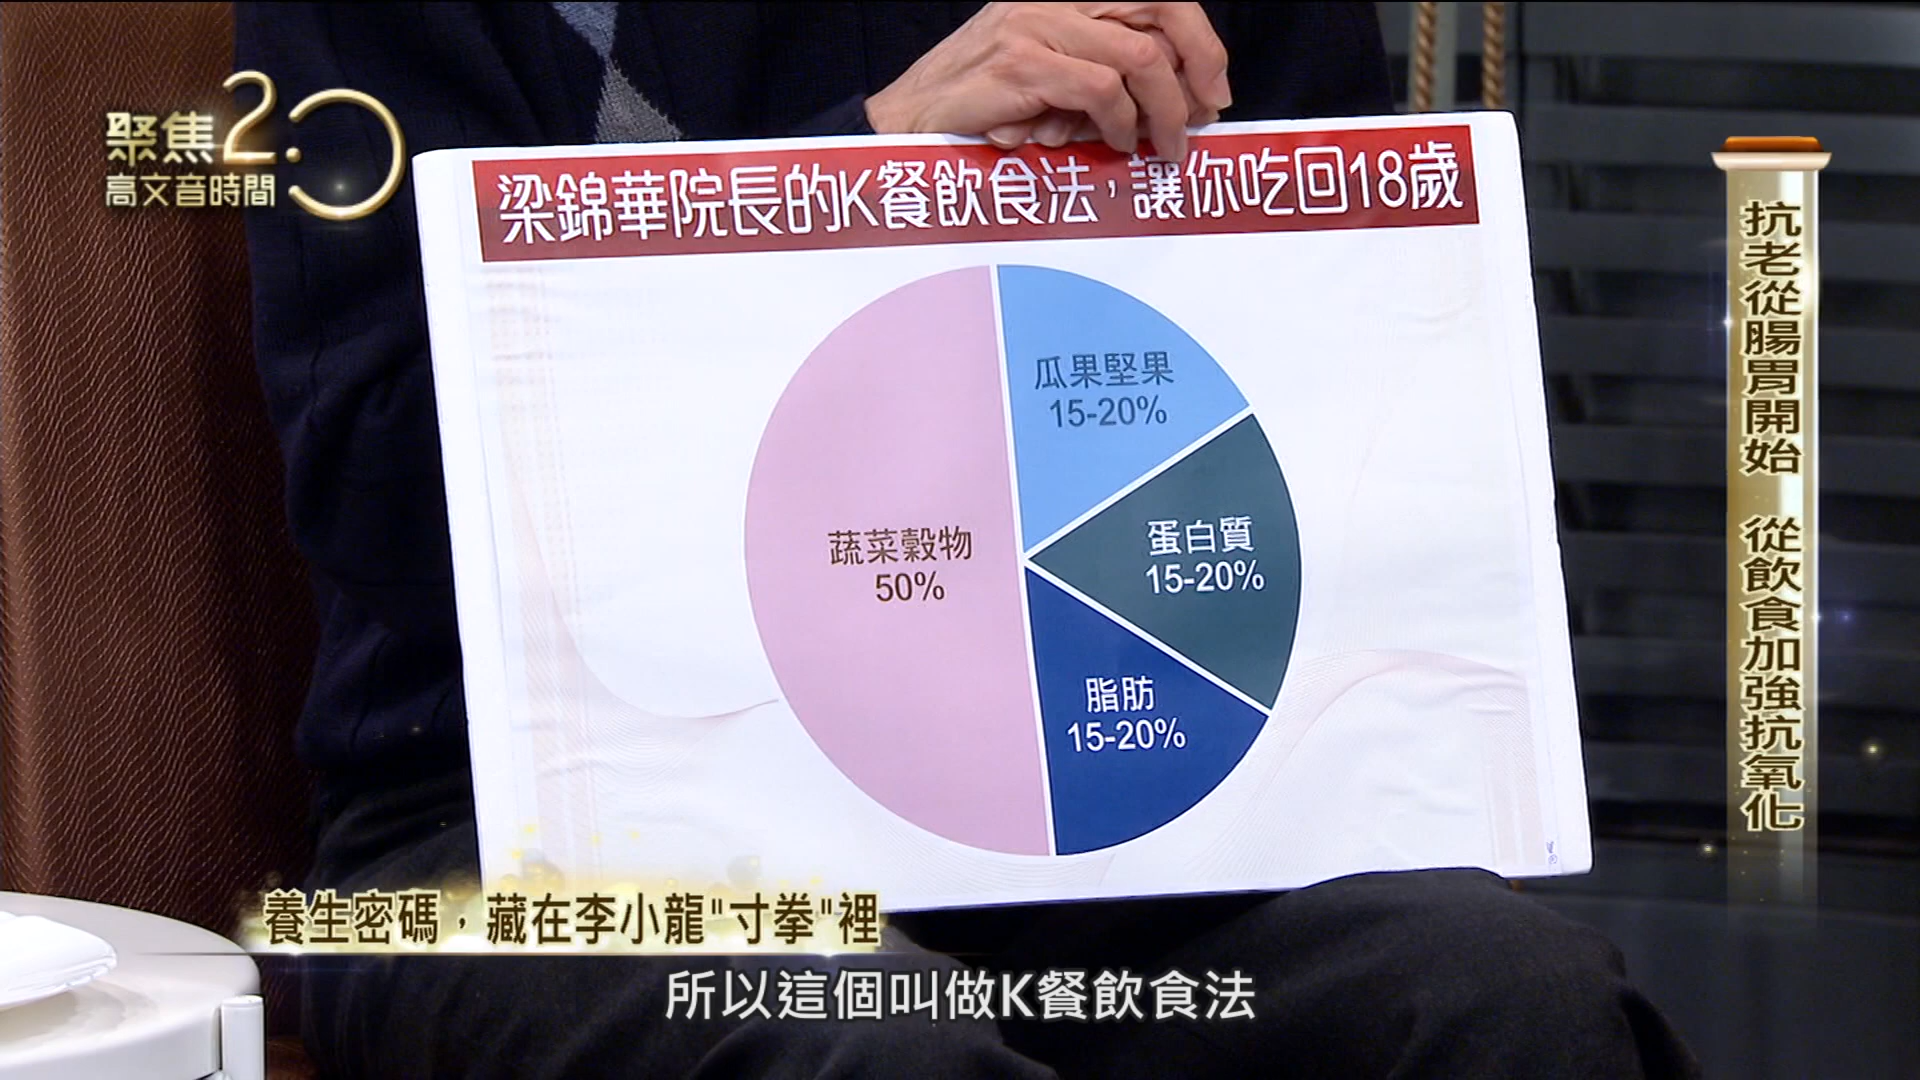 聚焦2.0
高文音時間
梁錦華院長的K餐飲食法，讓你吃回18歲
瓜果堅果
15-20%
蛋白質
15-20%
蔬菜穀物
50%
脂肪
15-20%
抗老從腸胃開始 從飲食加強抗氧化
養生密碼，藏在李小龍"寸拳"裡
所以這個叫做K餐飲食法